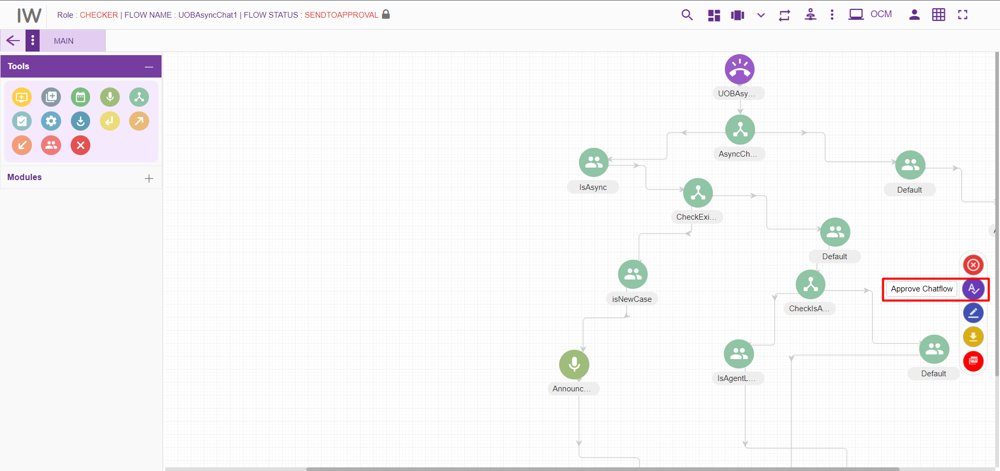 IW
Role : CHECKER | FLOW NAME : UOBAsyncChat1 | FLOW STATUS : SENDTOAPPROVAL
OCM
MAIN
Tools
Modules
UOBAsy...
AsyncCh...
IsAsync
Default
CheckExi...
Default
isNewCase
Approve Chatflow
CheckIsA...
IsAgentL...
Default
Announc...
PDF